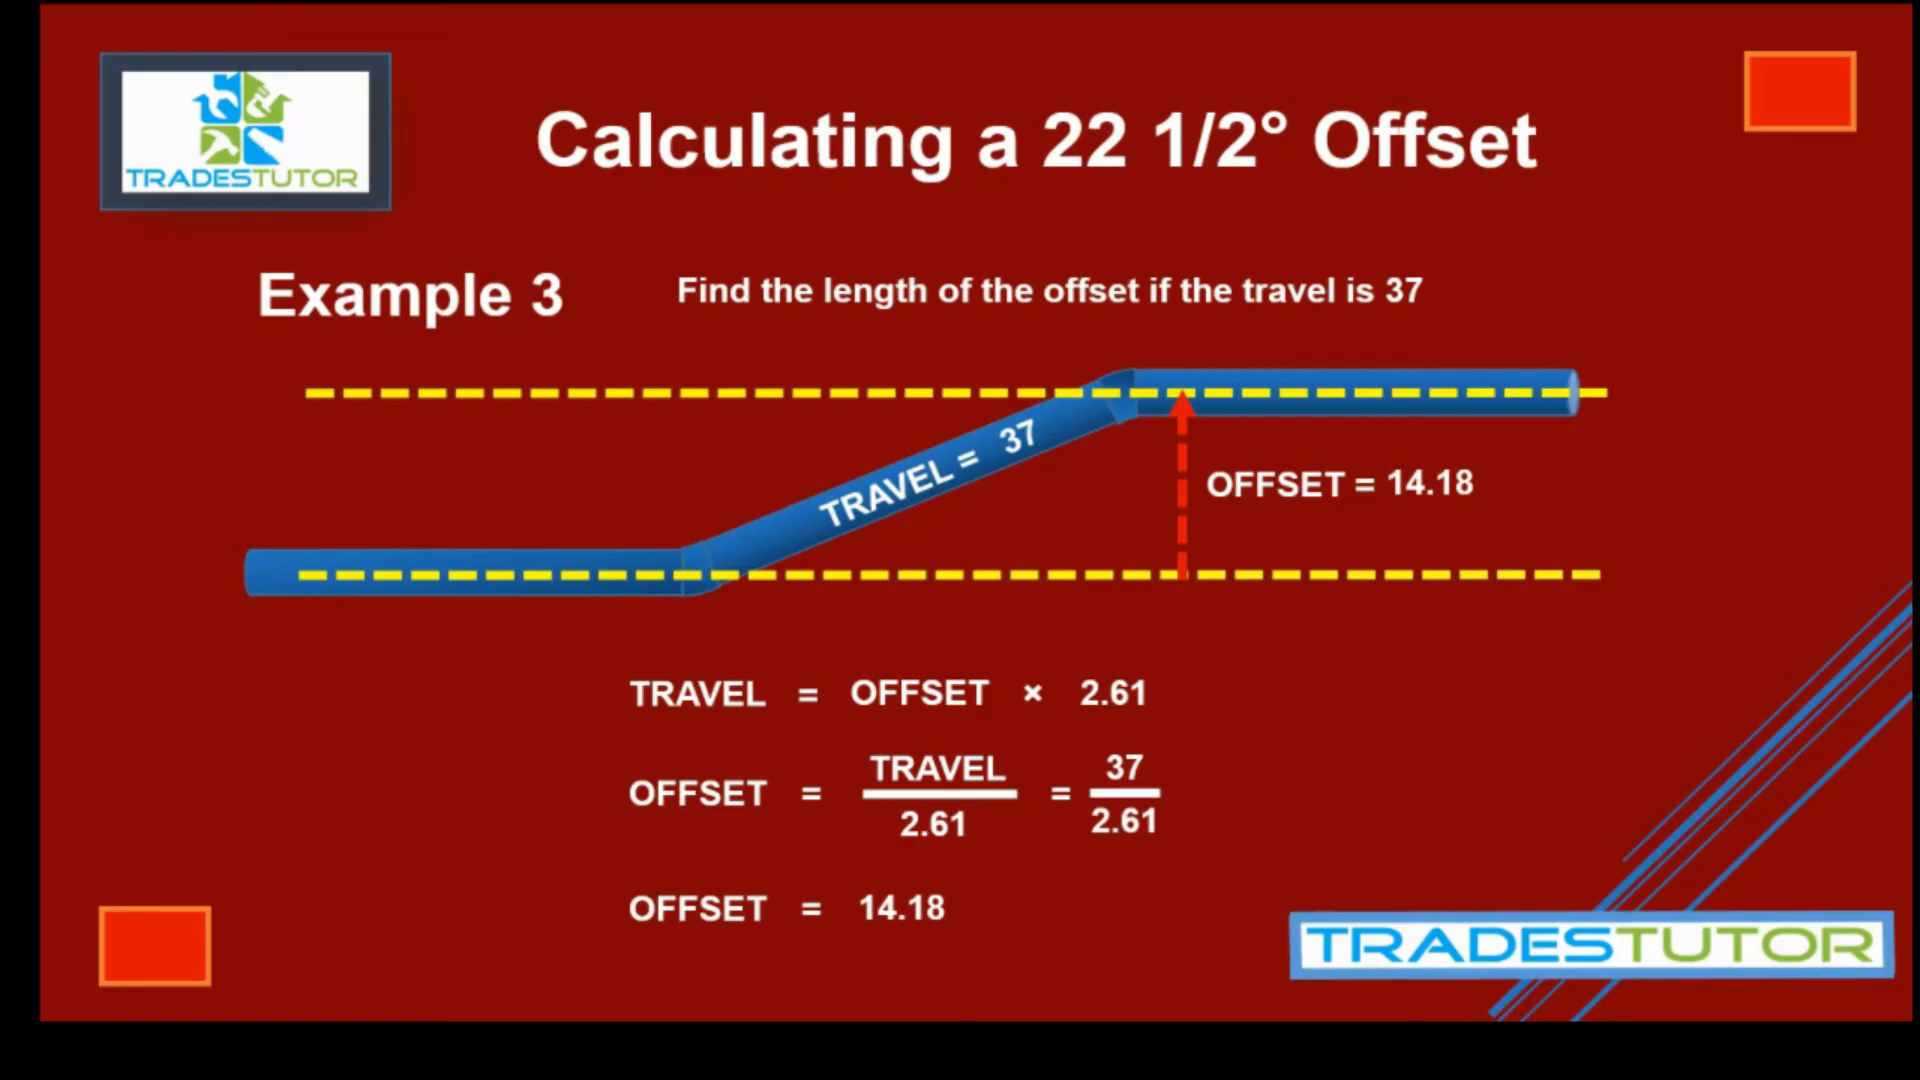 TRADESTUTOR
Calculating a 22 1/2° Offset
Example 3
Find the length of the offset if the travel is 37
TRAVEL = 37
OFFSET = 14.18
TRAVEL = OFFSET × 2.61
OFFSET = TRAVEL / 2.61 = 37 / 2.61
OFFSET = 14.18
TRADESTUTOR